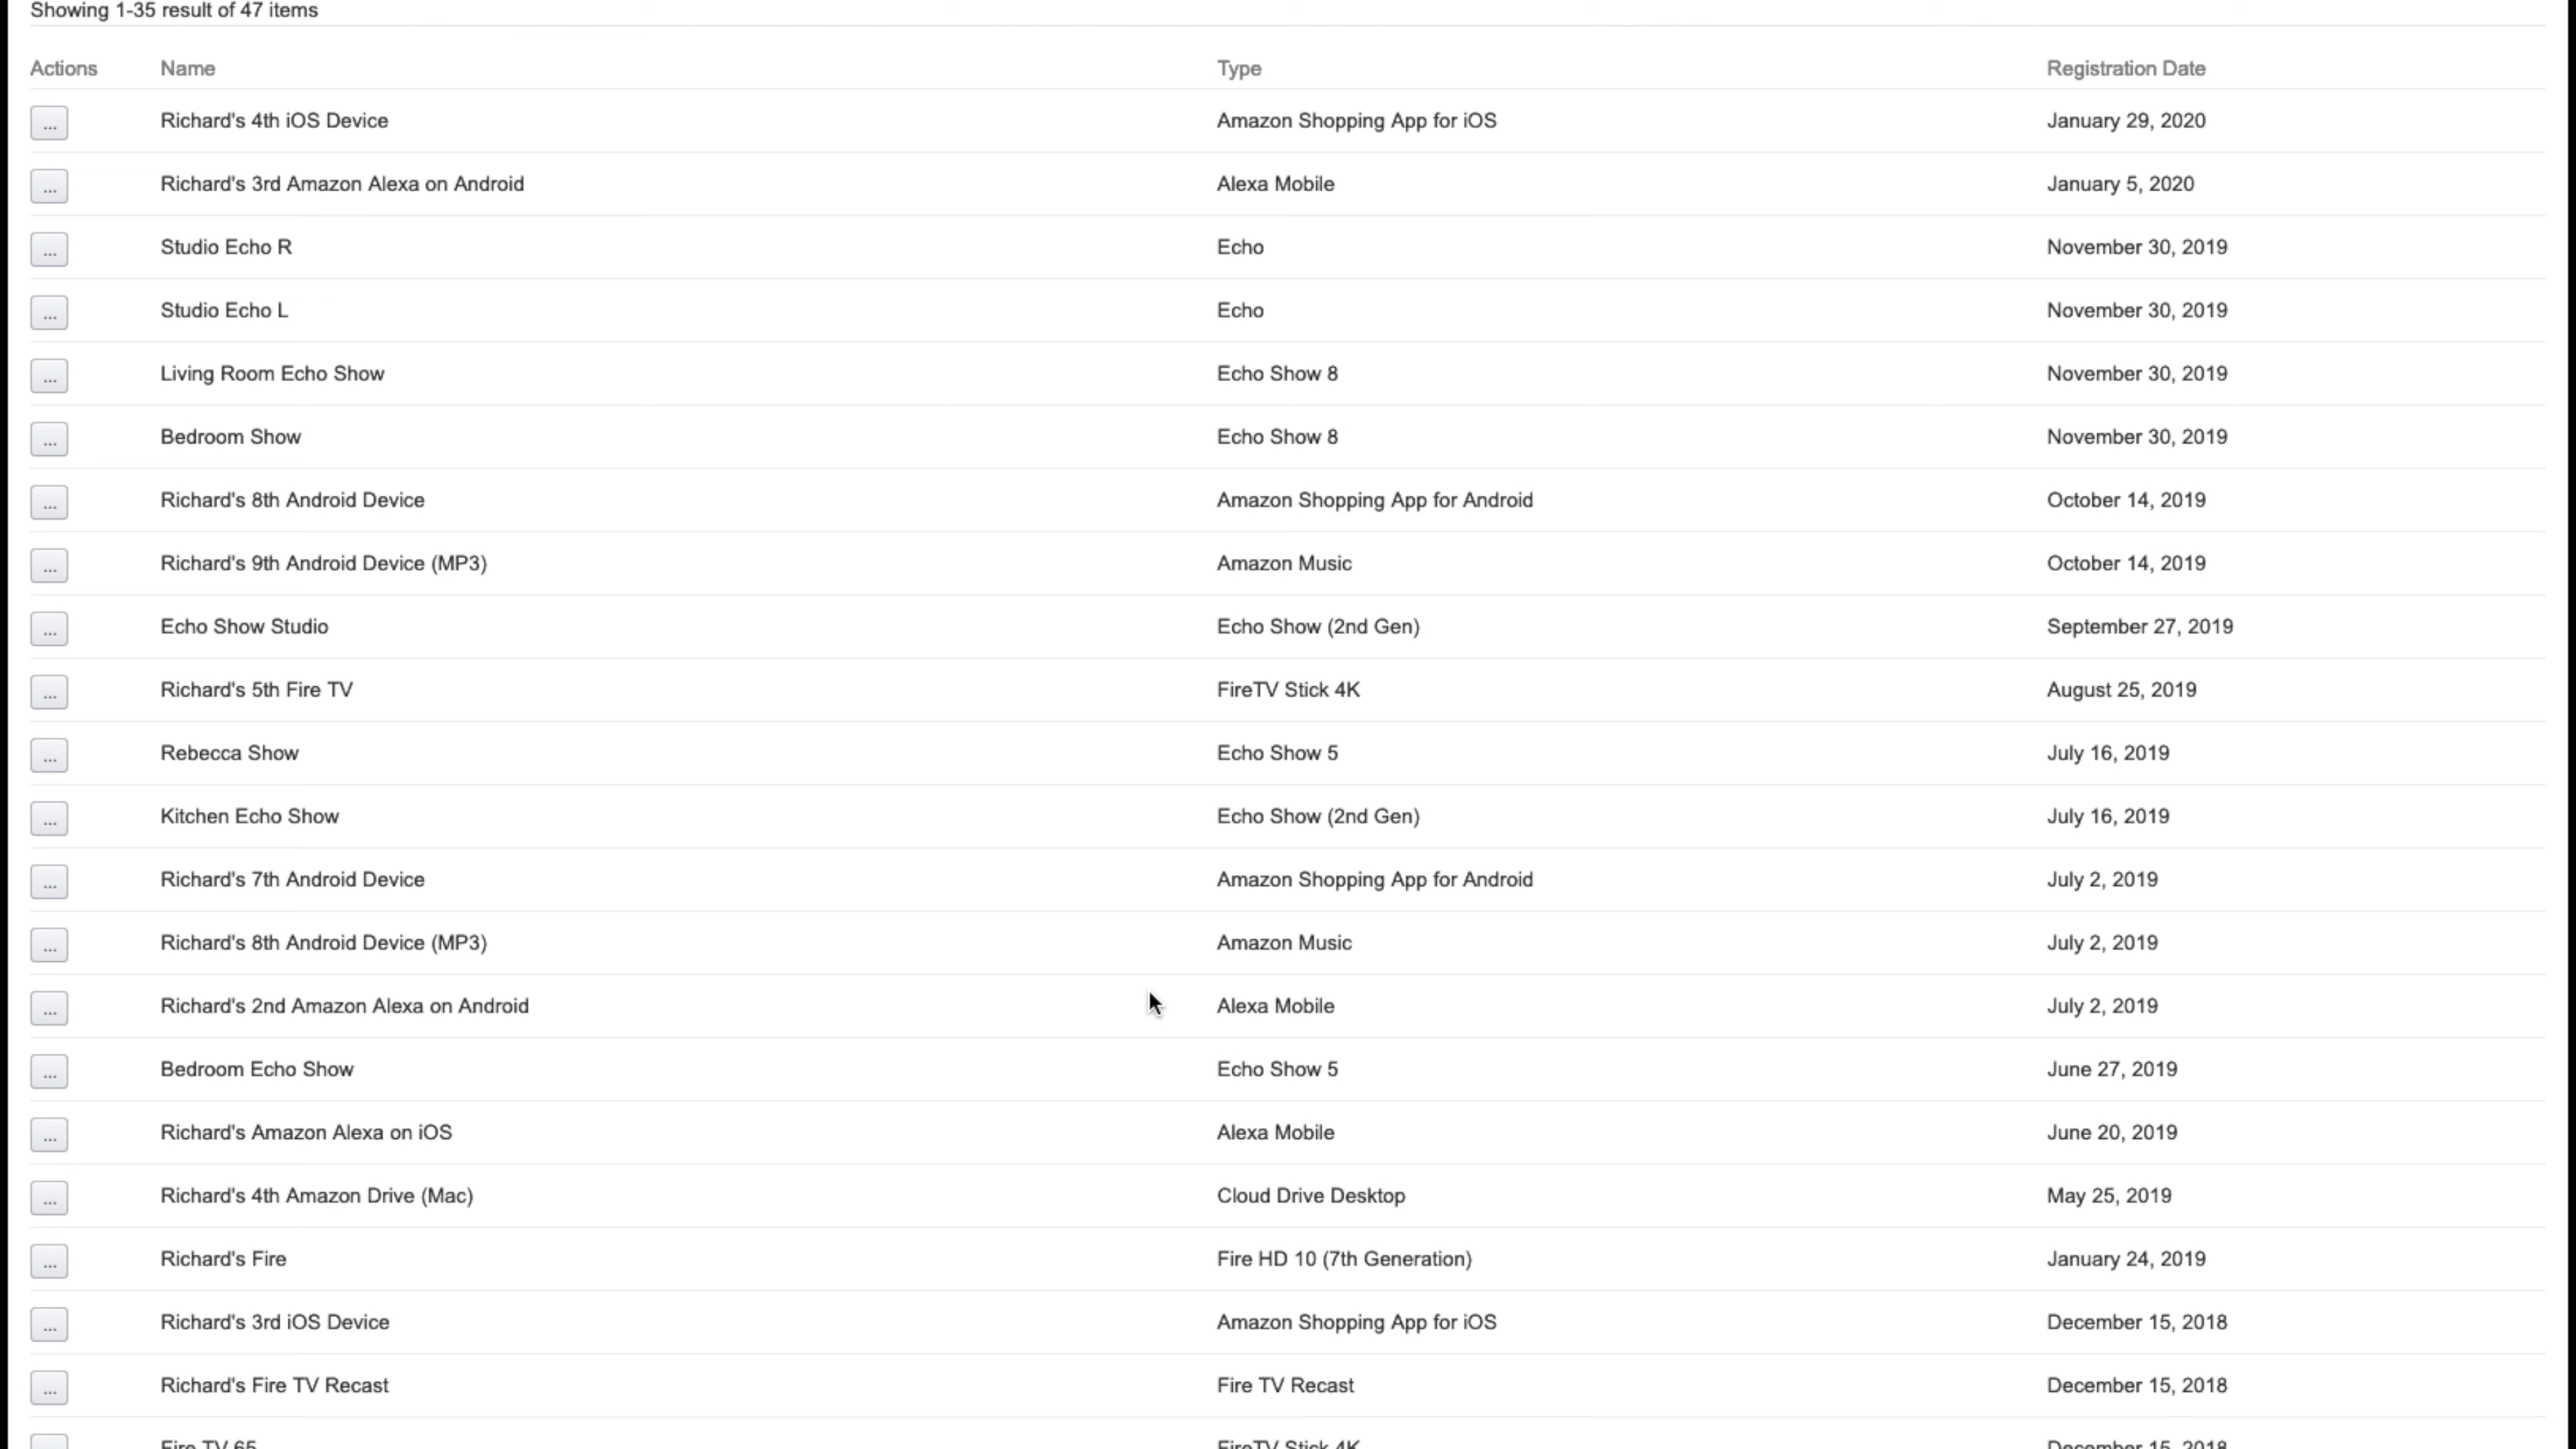 Showing 1-35 result of 47 items
Actions Name Type Registration Date
... Richard's 4th iOS Device Amazon Shopping App for iOS January 29, 2020
... Richard's 3rd Amazon Alexa on Android Alexa Mobile January 5, 2020
... Studio Echo R Echo November 30, 2019
... Studio Echo L Echo November 30, 2019
... Living Room Echo Show Echo Show 8 November 30, 2019
... Bedroom Show Echo Show 8 November 30, 2019
... Richard's 8th Android Device Amazon Shopping App for Android October 14, 2019
... Richard's 9th Android Device (MP3) Amazon Music October 14, 2019
... Echo Show Studio Echo Show (2nd Gen) September 27, 2019
... Richard's 5th Fire TV FireTV Stick 4K August 25, 2019
... Rebecca Show Echo Show 5 July 16, 2019
... Kitchen Echo Show Echo Show (2nd Gen) July 16, 2019
... Richard's 7th Android Device Amazon Shopping App for Android July 2, 2019
... Richard's 8th Android Device (MP3) Amazon Music July 2, 2019
... Richard's 2nd Amazon Alexa on Android Alexa Mobile July 2, 2019
... Bedroom Echo Show Echo Show 5 June 27, 2019
... Richard's Amazon Alexa on iOS Alexa Mobile June 20, 2019
... Richard's 4th Amazon Drive (Mac) Cloud Drive Desktop May 25, 2019
... Richard's Fire Fire HD 10 (7th Generation) January 24, 2019
... Richard's 3rd iOS Device Amazon Shopping App for iOS December 15, 2018
... Richard's Fire TV Recast Fire TV Recast December 15, 2018
Fire TV 65 FireTV Stick 4K December 15, 2018